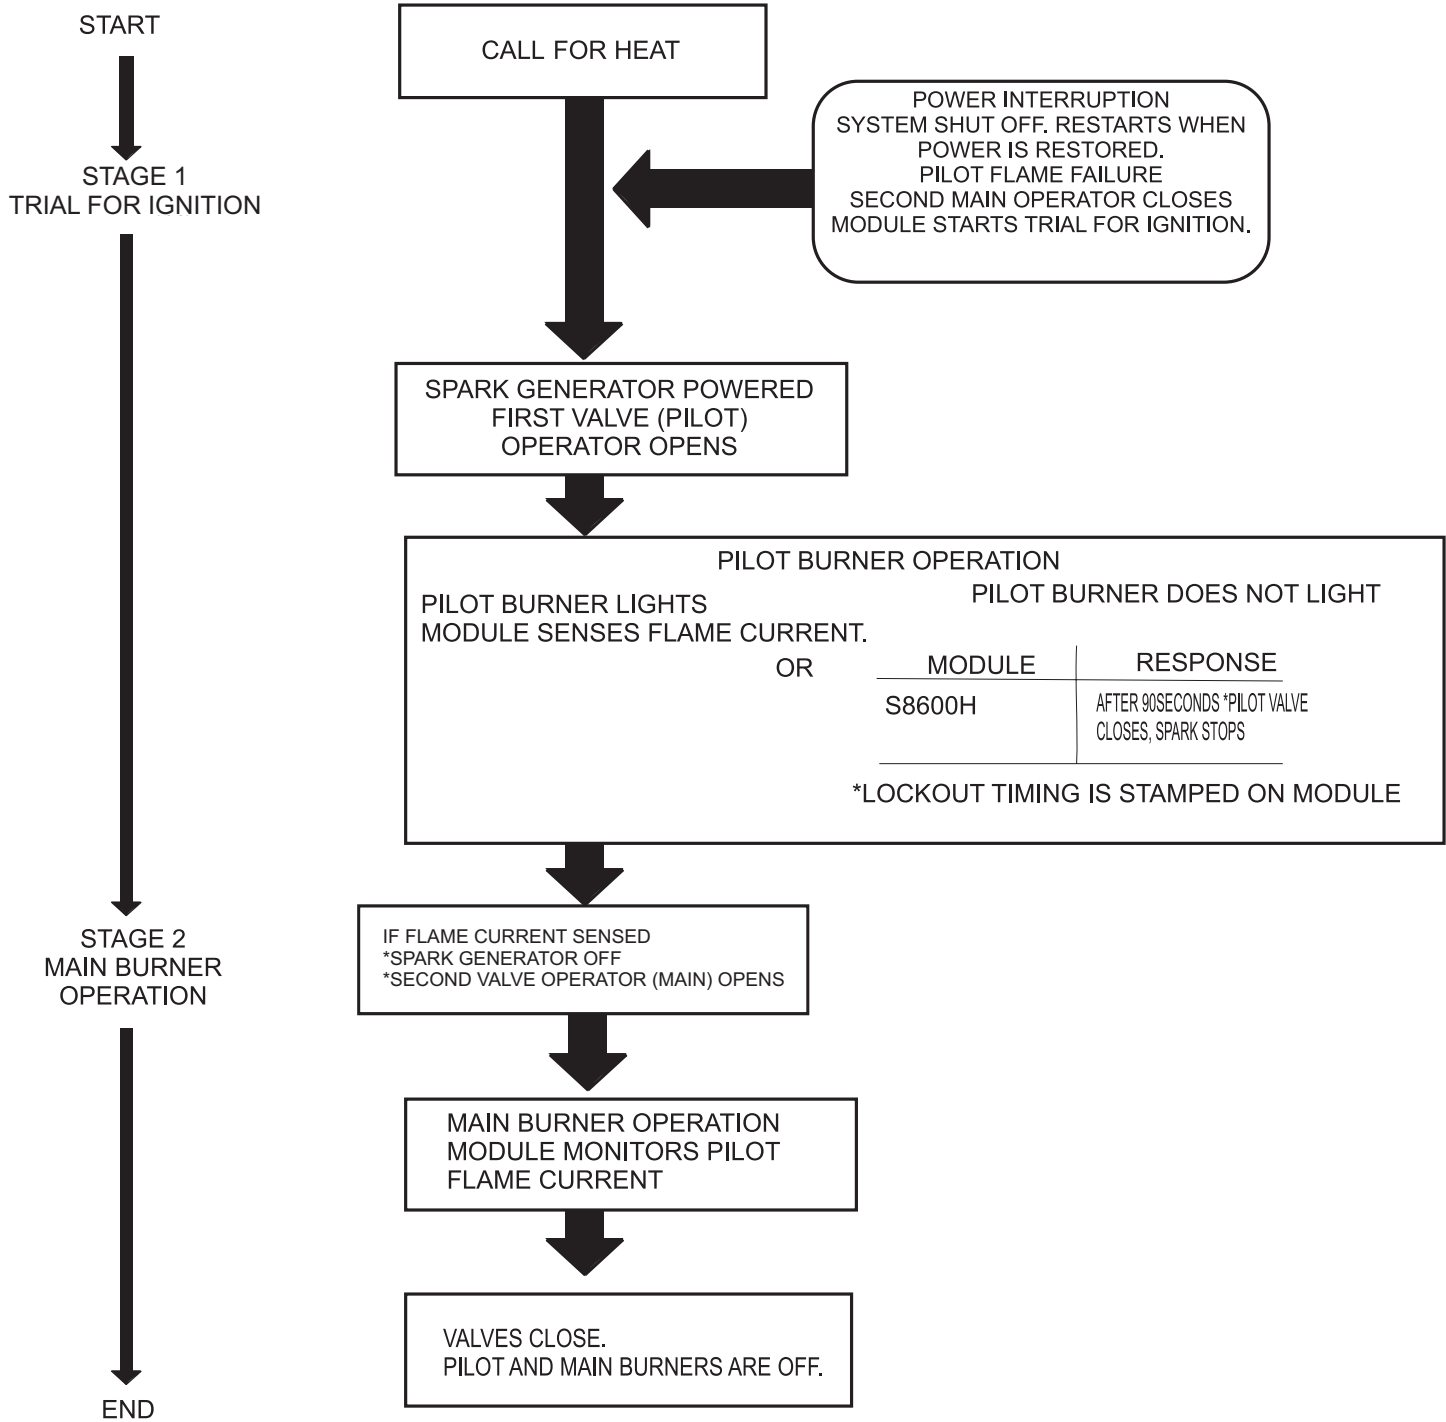 START
STAGE 1
TRIAL FOR IGNITION
STAGE 2
MAIN BURNER
OPERATION
END
CALL FOR HEAT
POWER INTERRUPTION
SYSTEM SHUT OFF. RESTARTS WHEN
POWER IS RESTORED.
PILOT FLAME FAILURE
SECOND MAIN OPERATOR CLOSES
MODULE STARTS TRIAL FOR IGNITION.
SPARK GENERATOR POWERED
FIRST VALVE (PILOT)
OPERATOR OPENS
PILOT BURNER OPERATION
PILOT BURNER LIGHTS
MODULE SENSES FLAME CURRENT.
OR
PILOT BURNER DOES NOT LIGHT
MODULE RESPONSE
S8600H AFTER 90SECONDS *PILOT VALVE
CLOSES, SPARK STOPS
*LOCKOUT TIMING IS STAMPED ON MODULE
IF FLAME CURRENT SENSED
*SPARK GENERATOR OFF
*SECOND VALVE OPERATOR (MAIN) OPENS
MAIN BURNER OPERATION
MODULE MONITORS PILOT
FLAME CURRENT
VALVES CLOSE.
PILOT AND MAIN BURNERS ARE OFF.